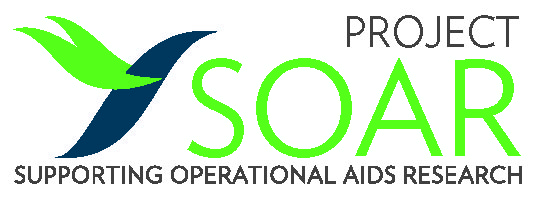 PROJECT
SOAR
SUPPORTING OPERATIONAL AIDS RESEARCH